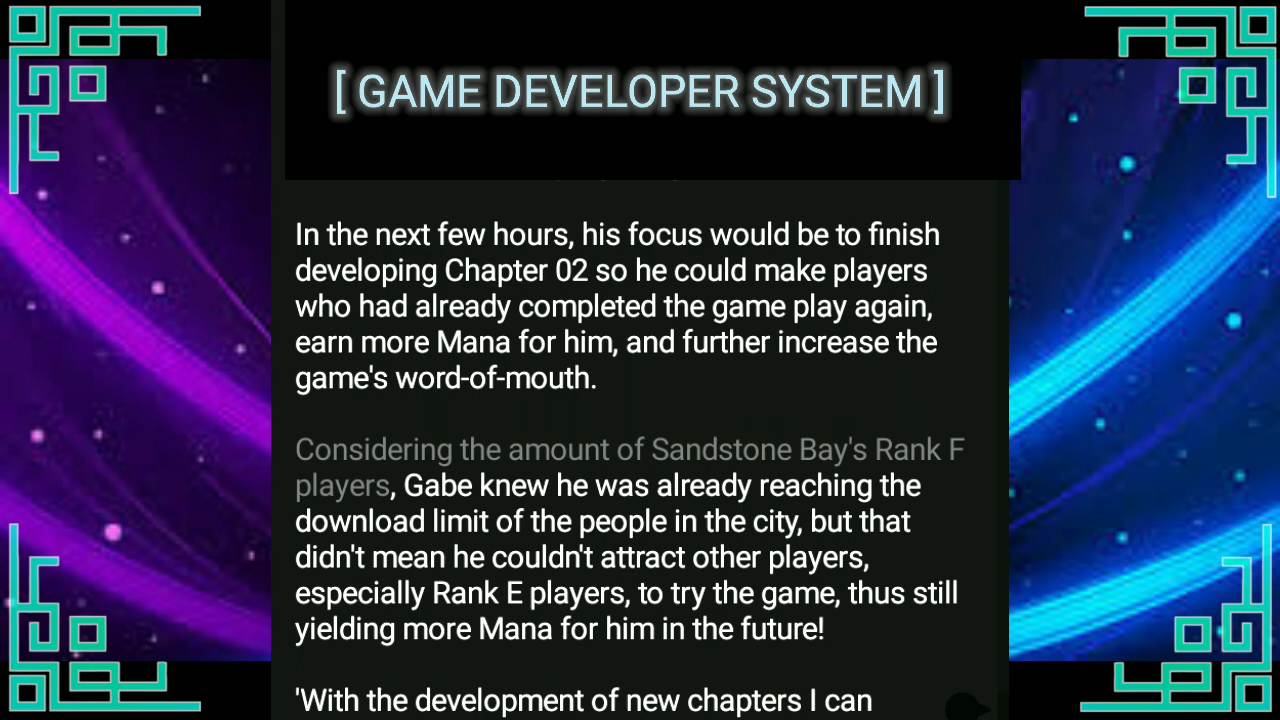 [ GAME DEVELOPER SYSTEM ]
In the next few hours, his focus would be to finish
developing Chapter 02 so he could make players
who had already completed the game play again,
earn more Mana for him, and further increase the
game's word-of-mouth.
Considering the amount of Sandstone Bay's Rank F
players, Gabe knew he was already reaching the
download limit of the people in the city, but that
didn't mean he couldn't attract other players,
especially Rank E players, to try the game, thus still
yielding more Mana for him in the future!
'With the development of new chapters I can